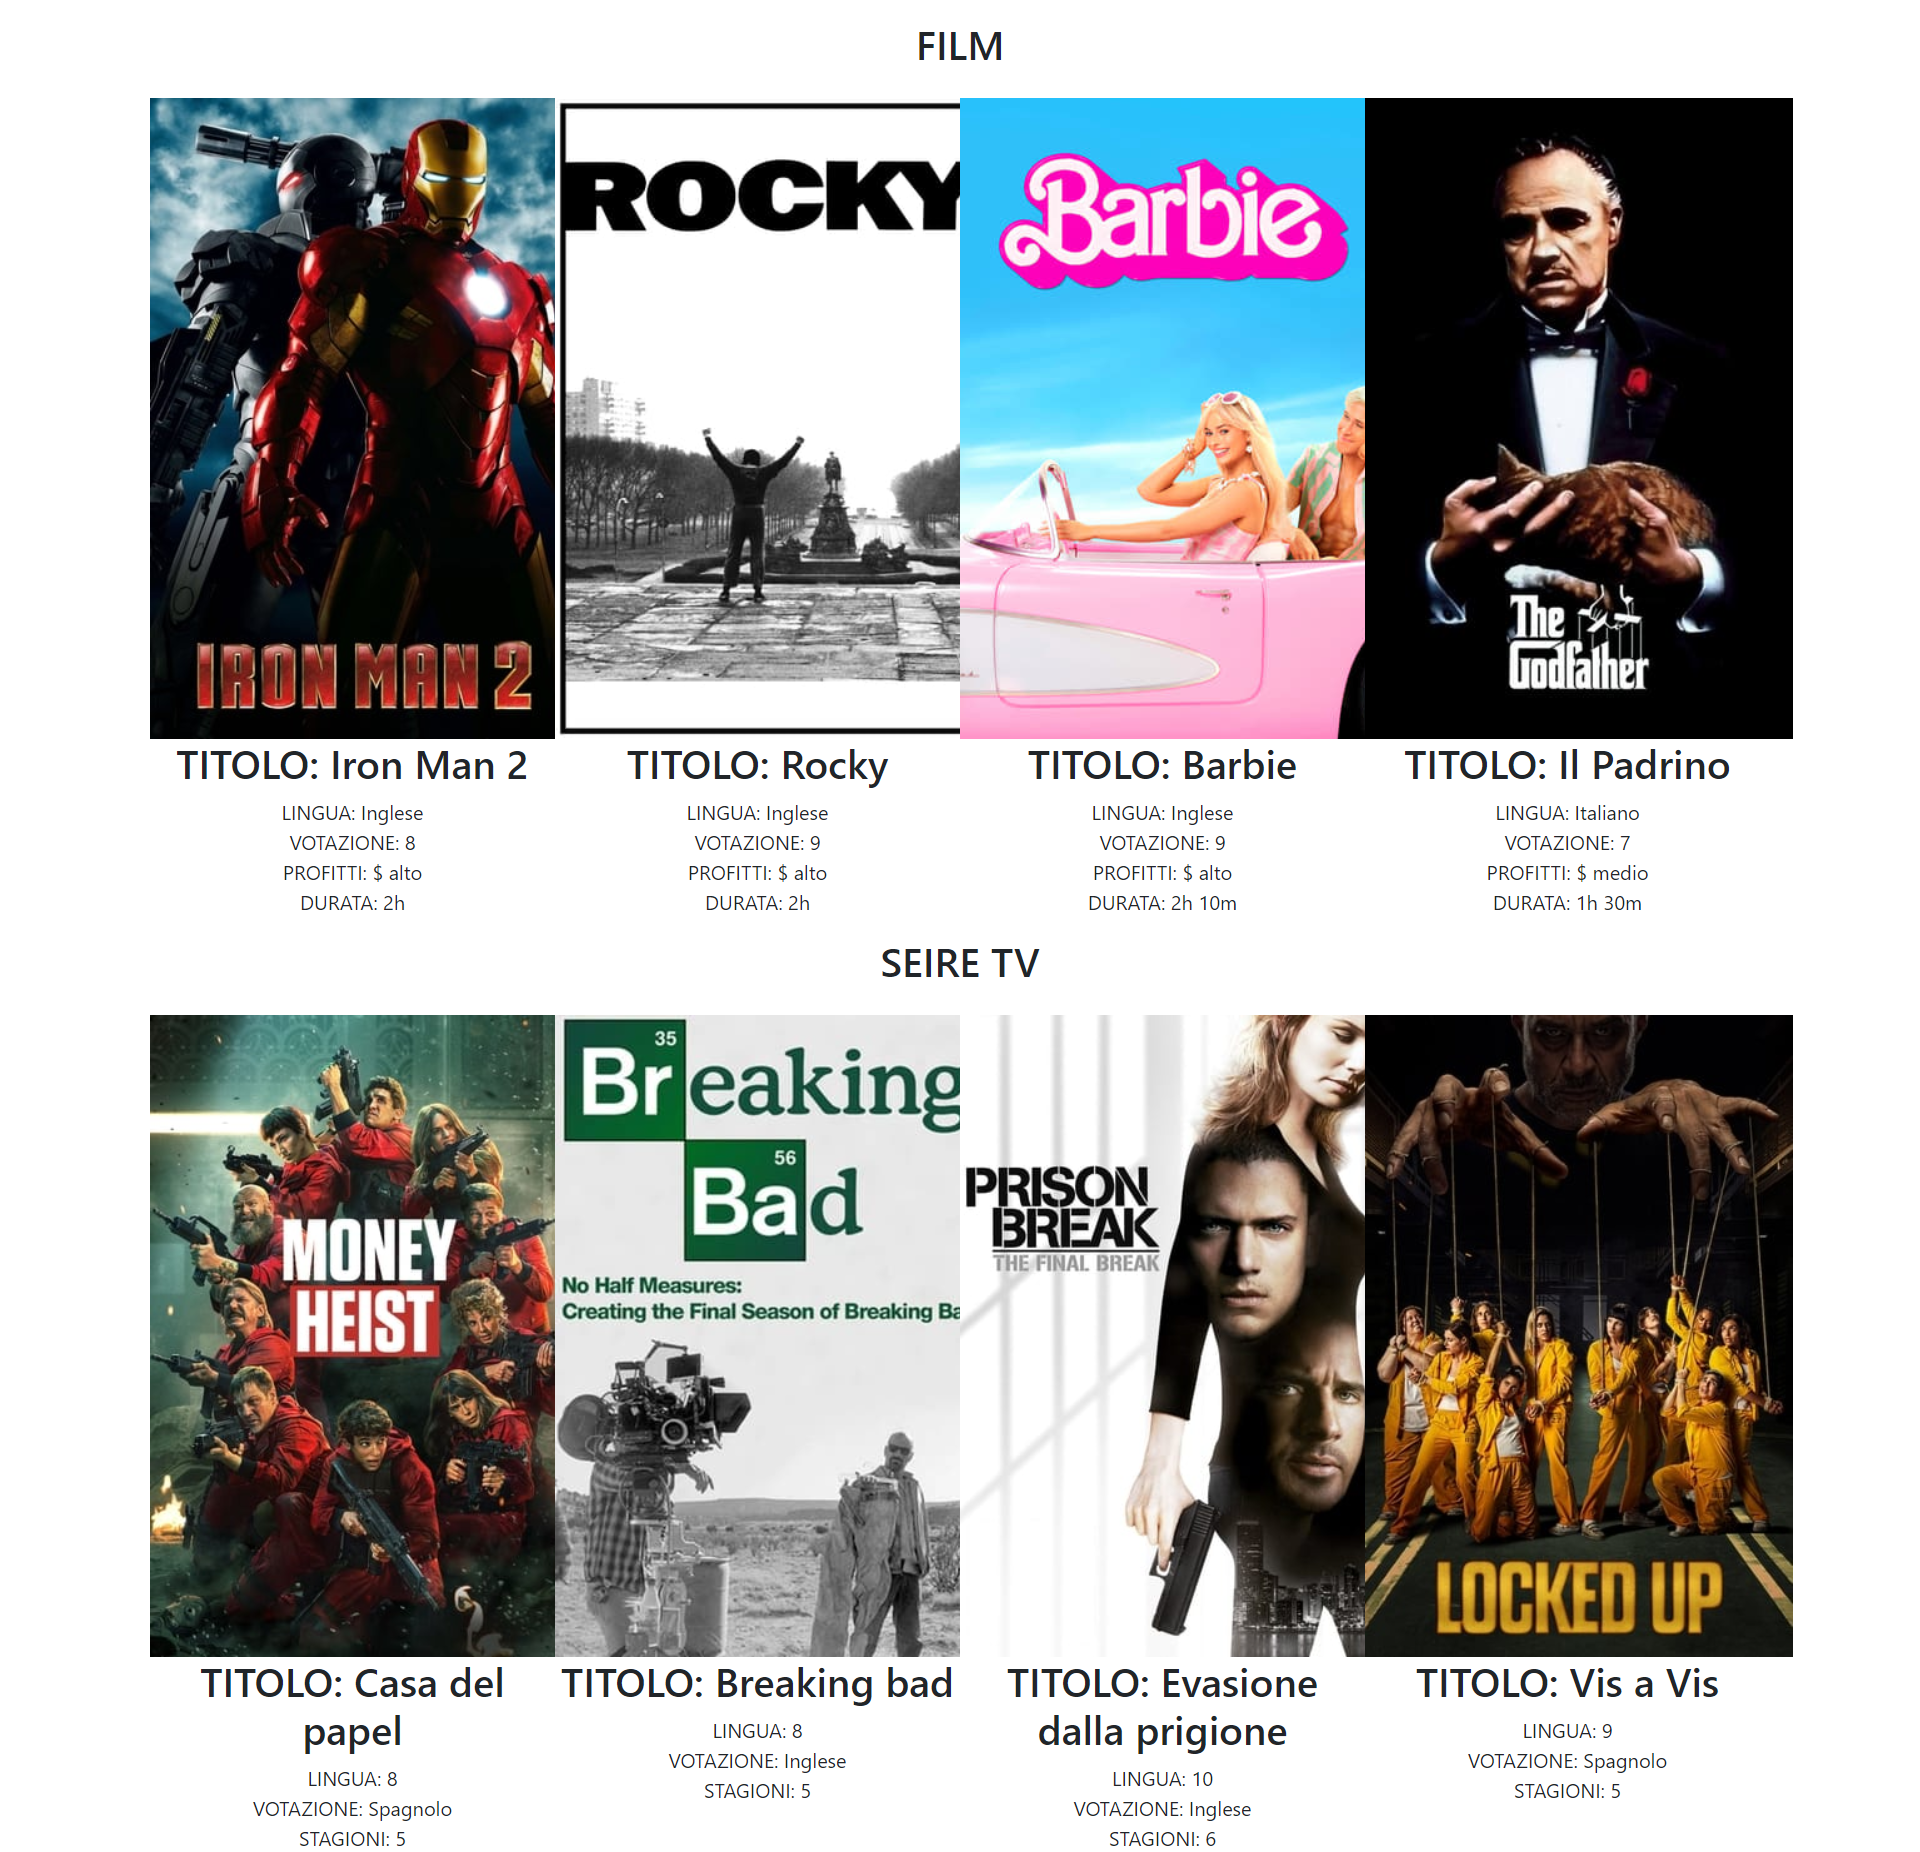 FILM
IRON MAN 2
ROCKY
Barbie
The
Godfather
TITOLO: Iron Man 2
LINGUA: Inglese
VOTAZIONE: 8
PROFITTI: $ alto
DURATA: 2h
TITOLO: Rocky
LINGUA: Inglese
VOTAZIONE: 9
PROFITTI: $ alto
DURATA: 2h
TITOLO: Barbie
LINGUA: Inglese
VOTAZIONE: 9
PROFITTI: $ alto
DURATA: 2h 10m
TITOLO: Il Padrino
LINGUA: Italiano
VOTAZIONE: 7
PROFITTI: $ medio
DURATA: 1h 30m
SEIRE TV
MONEY
HEIST
35
Breaking
56
Bad
No Half Measures:
Creating the Final Season of Breaking Ba
PRISON
BREAK
THE FINAL BREAK
LOCKED UP
TITOLO: Casa del
papel
LINGUA: 8
VOTAZIONE: Spagnolo
STAGIONI: 5
TITOLO: Breaking bad
LINGUA: 8
VOTAZIONE: Inglese
STAGIONI: 5
TITOLO: Evasione
dalla prigione
LINGUA: 10
VOTAZIONE: Inglese
STAGIONI: 6
TITOLO: Vis a Vis
LINGUA: 9
VOTAZIONE: Spagnolo
STAGIONI: 5